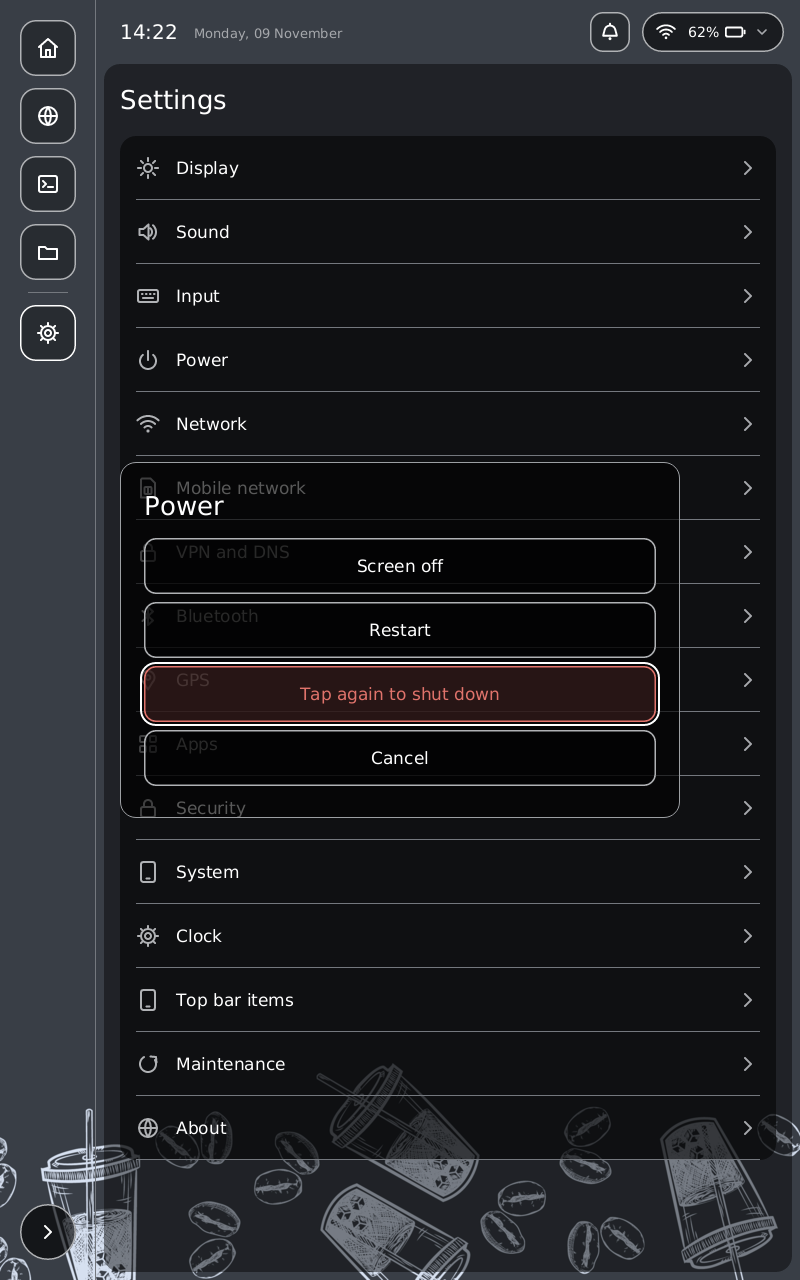 14:22 Monday, 09 November
62%
Settings
Display
Sound
Input
Power
Network
Mobile network
Power
VPN and DNS
Screen off
Bluetooth
Restart
GPS
Tap again to shut down
Apps
Cancel
Security
System
Clock
Top bar items
Maintenance
About